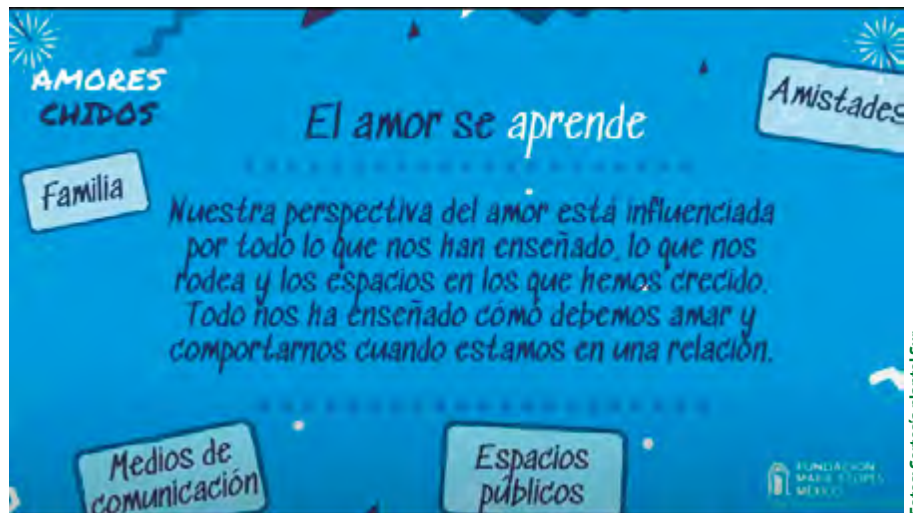 AMORES
CHIDOS
El amor se aprende
Amistades
Familia
Nuestra perspectiva del amor está influenciada
por todo lo que nos han enseñado, lo que nos
rodea y los espacios en los que hemos crecido.
Todo nos ha enseñado cómo debemos amar y
comportarnos cuando estamos en una relación.
Medios de
comunicación
Espacios
públicos
FUNDACIÓN
MARIE STOPES
MÉXICO